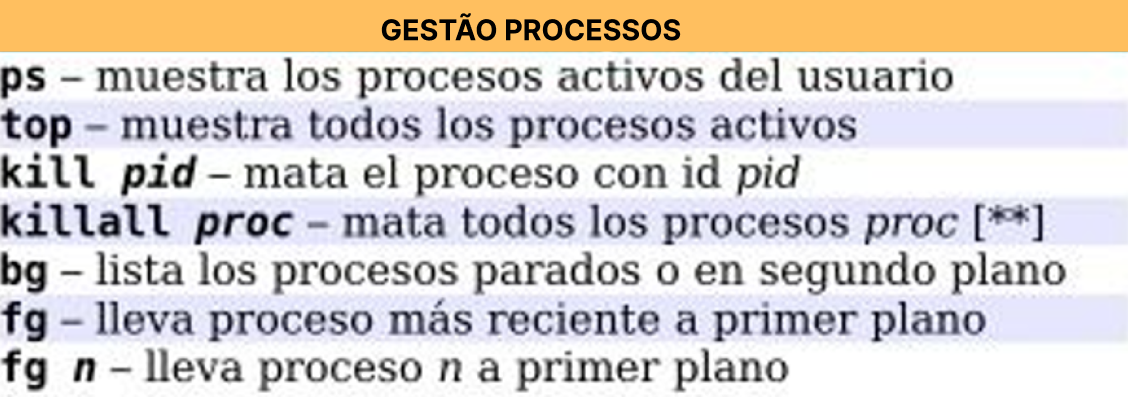 GESTÃO PROCESSOS
ps – muestra los procesos activos del usuario
top – muestra todos los procesos activos
kill pid – mata el proceso con id pid
killall proc – mata todos los procesos proc [**]
bg – lista los procesos parados o en segundo plano
fg – lleva proceso más reciente a primer plano
fg n – lleva proceso n a primer plano